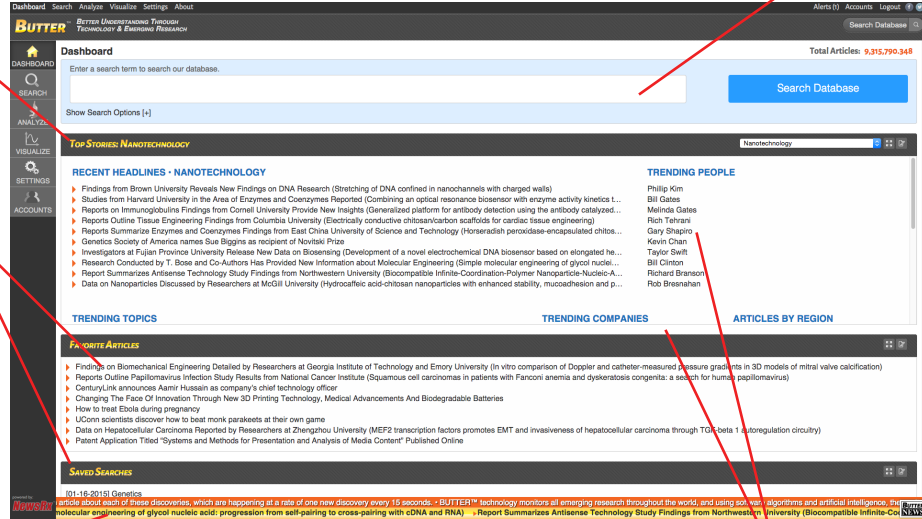 Dashboard Search Analyze Visualize Settings About
Alerts (1) Accounts Logout
BUTTER™ BETTER UNDERSTANDING THROUGH
TECHNOLOGY & EMERGING RESEARCH
Search Database
DASHBOARD
SEARCH
ANALYZE
VISUALIZE
SETTINGS
ACCOUNTS
Dashboard
Total Articles: 9,315,790.348
Enter a search term to search our database.
Search Database
Show Search Options [+]
TOP STORIES: NANOTECHNOLOGY
Nanotechnology
RECENT HEADLINES • NANOTECHNOLOGY
Findings from Brown University Reveals New Findings on DNA Research (Stretching of DNA confined in nanochannels with charged walls)
Studies from Harvard University in the Area of Enzymes and Coenzymes Reported (Combining an optical resonance biosensor with enzyme activity kinetics t...
Reports on Immunoglobulins Findings from Cornell University Provide New Insights (Generalized platform for antibody detection using the antibody catalyzed...
Reports Outline Tissue Engineering Findings from Columbia University (Electrically conductive chitosan/carbon scaffolds for cardiac tissue engineering)
Reports Summarize Enzymes and Coenzymes Findings from East China University of Science and Technology (Horseradish peroxidase-encapsulated chitos...
Genetics Society of America names Sue Biggins as recipient of Novitski Prize
Investigators at Fujian Province University Release New Data on Biosensing (Development of a novel electrochemical DNA biosensor based on elongated he...
Research Conducted by T. Bose and Co-Authors Has Provided New Information about Molecular Engineering (Simple molecular engineering of glycol nuclei...
Report Summarizes Antisense Technology Study Findings from Northwestern University (Biocompatible Infinite-Coordination-Polymer Nanoparticle-Nucleic-A...
Data on Nanoparticles Discussed by Researchers at McGill University (Hydrocaffeic acid-chitosan nanoparticles with enhanced stability, mucoadhesion and p...
TRENDING PEOPLE
Phillip Kim
Bill Gates
Melinda Gates
Rich Tehrani
Gary Shapiro
Kevin Chan
Taylor Swift
Bill Clinton
Richard Branson
Rob Bresnahan
TRENDING TOPICS
TRENDING COMPANIES
ARTICLES BY REGION
FAVORITE ARTICLES
Findings on Biomechanical Engineering Detailed by Researchers at Georgia Institute of Technology and Emory University (In vitro comparison of Doppler and catheter-measured pressure gradients in 3D models of mitral valve calcification)
Reports Outline Papillomavirus Infection Study Results from National Cancer Institute (Squamous cell carcinomas in patients with Fanconi anemia and dyskeratosis congenita: a search for human papillomavirus)
CenturyLink announces Aamir Hussain as company's chief technology officer
Changing The Face Of Innovation Through New 3D Printing Technology, Medical Advancements And Biodegradable Batteries
How to treat Ebola during pregnancy
UConn scientists discover how to beat monk parakeets at their own game
Data on Hepatocellular Carcinoma Reported by Researchers at Zhengzhou University (MEF2 transcription factors promotes EMT and invasiveness of hepatocellular carcinoma through TGF-beta 1 autoregulation circuitry)
Patent Application Titled "Systems and Methods for Presentation and Analysis of Media Content" Published Online
SAVED SEARCHES
[01-16-2015] Genetics
powered by
NewsRx
article about each of these discoveries, which are happening at a rate of one new discovery every 15 seconds. • BUTTER™ technology monitors all emerging research throughout the world, and using software algorithms and artificial intelligence, the
molecular engineering of glycol nucleic acid: progression from self-pairing to cross-pairing with cDNA and RNA) Report Summarizes Antisense Technology Study Findings from Northwestern University (Biocompatible Infinite-Co
BUTTER
NEWS